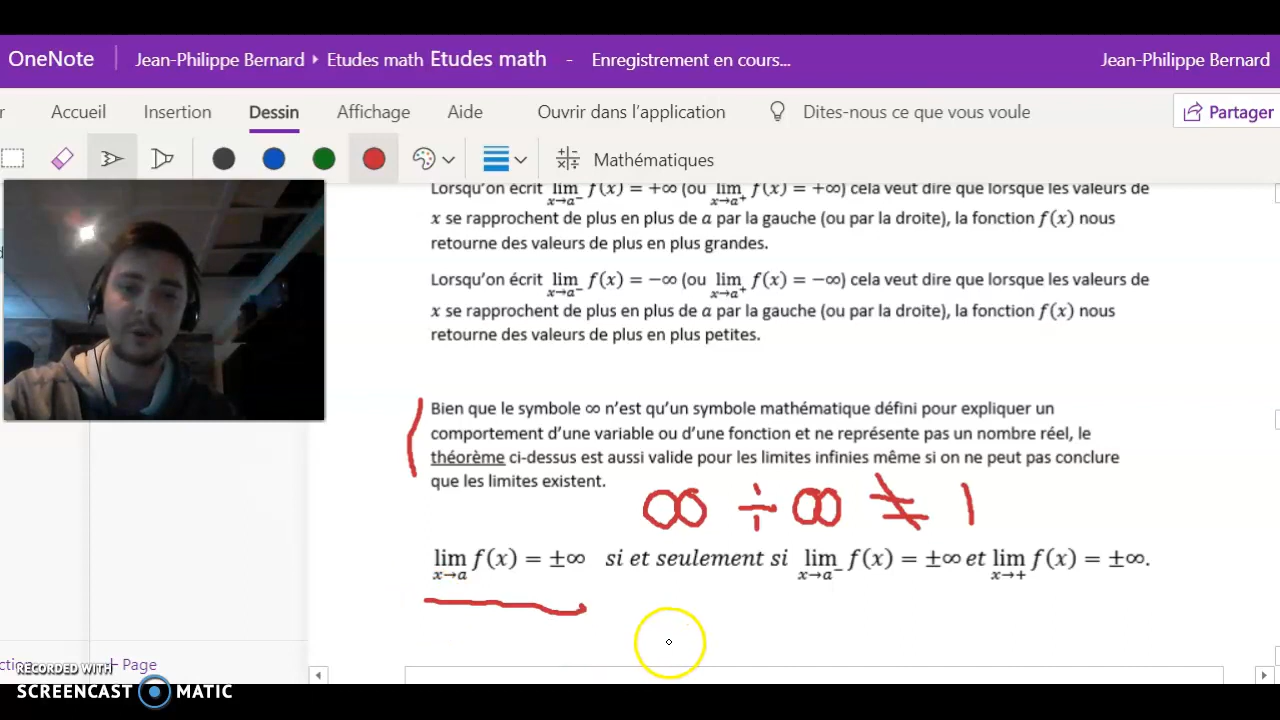 OneNote Jean-Philippe Bernard ▸ Etudes math Etudes math - Enregistrement en cours... Jean-Philippe Bernard
r Accueil Insertion Dessin Affichage Aide Ouvrir dans l'application Dites-nous ce que vous voule Partager
Mathématiques
Lorsqu'on écrit lim x→a⁻ f(x) = +∞ (ou lim x→a⁺ f(x) = +∞) cela veut dire que lorsque les valeurs de
x se rapprochent de plus en plus de a par la gauche (ou par la droite), la fonction f(x) nous
retourne des valeurs de plus en plus grandes.
Lorsqu'on écrit lim x→a⁻ f(x) = −∞ (ou lim x→a⁺ f(x) = −∞) cela veut dire que lorsque les valeurs de
x se rapprochent de plus en plus de a par la gauche (ou par la droite), la fonction f(x) nous
retourne des valeurs de plus en plus petites.
Bien que le symbole ∞ n'est qu'un symbole mathématique défini pour expliquer un
comportement d'une variable ou d'une fonction et ne représente pas un nombre réel, le
théorème ci-dessus est aussi valide pour les limites infinies même si on ne peut pas conclure
que les limites existent.
∞ ÷ ∞ ≠ 1
lim x→a f(x) = ±∞ si et seulement si lim x→a⁻ f(x) = ±∞ et lim x→+ f(x) = ±∞.
+ Page
RECORDED WITH
SCREENCAST MATIC